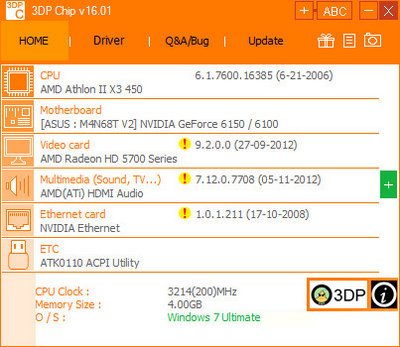 3DP Chip v16.01
+ ABC
HOME Driver Q&A/Bug Update
CPU 6.1.7600.16385 (6-21-2006)
AMD Athlon II X3 450
Motherboard
[ASUS : M4N68T V2] NVIDIA GeForce 6150 / 6100
Video card 9.2.0.0 (27-09-2012)
AMD Radeon HD 5700 Series
Multimedia (Sound, TV...) 7.12.0.7708 (05-11-2012)
AMD(ATi) HDMI Audio
Ethernet card 1.0.1.211 (17-10-2008)
NVIDIA Ethernet
ETC
ATK0110 ACPI Utility
CPU Clock : 3214(200)MHz
Memory Size : 4.00GB
O / S : Windows 7 Ultimate
3DP i